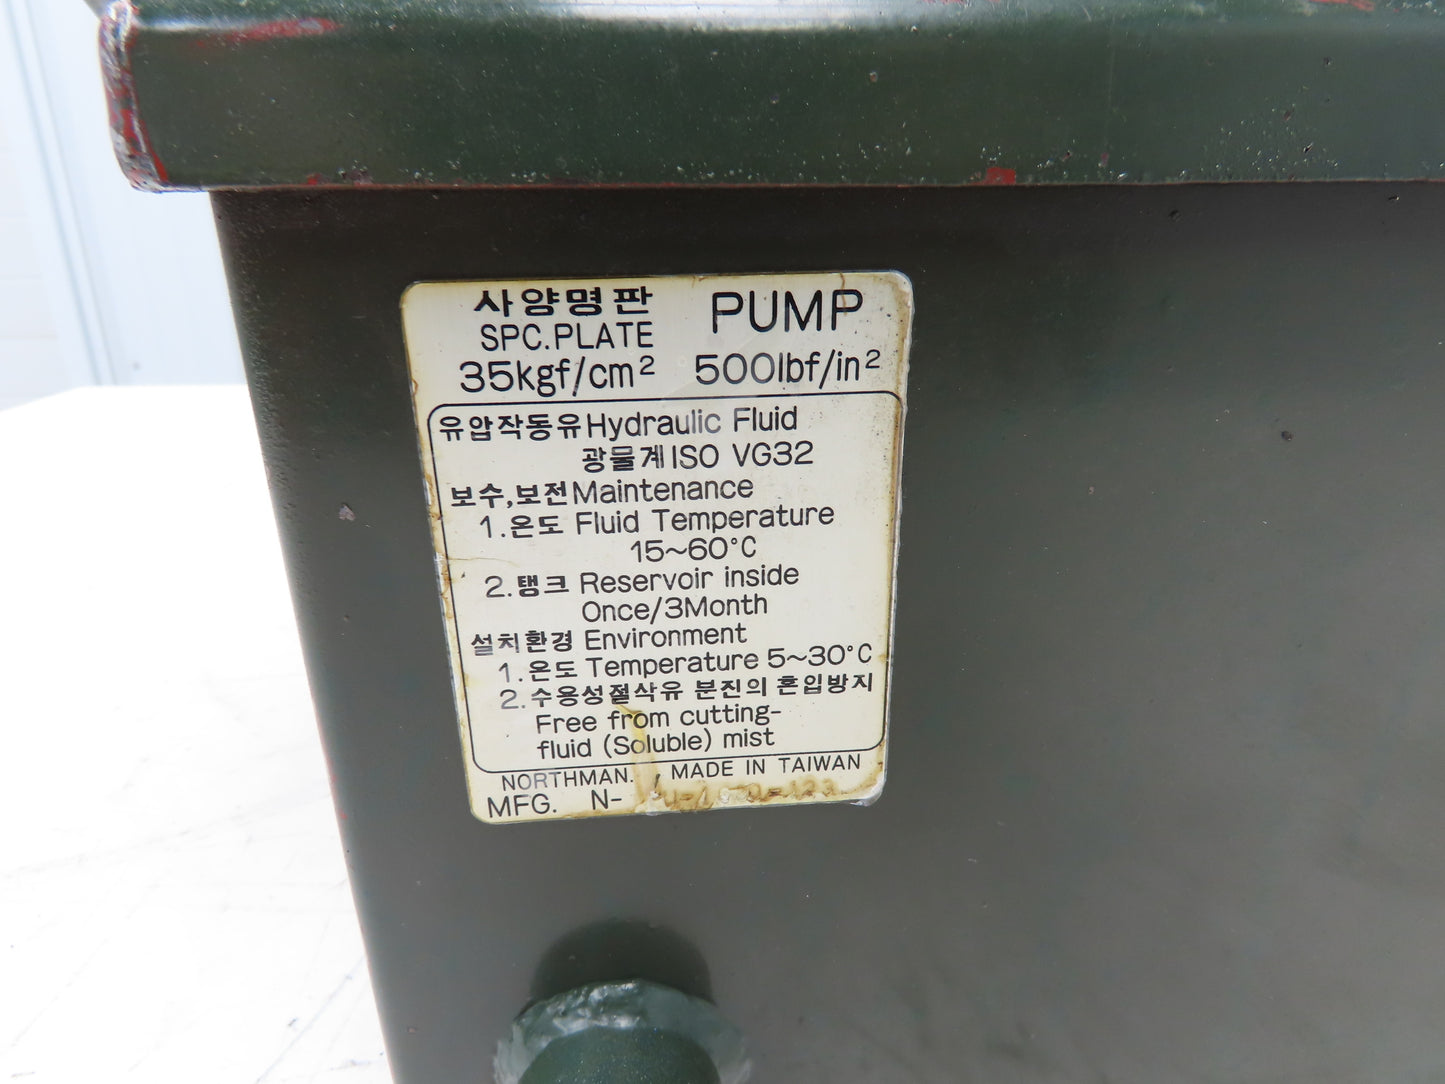 사양명판 PUMP
SPC.PLATE
35kgf/cm² 500lbf/in²
유압작동유 Hydraulic Fluid
광물계 ISO VG32
보수,보전 Maintenance
1.온도 Fluid Temperature
15~60°C
2.탱크 Reservoir inside
Once/3Month
설치환경 Environment
1.온도 Temperature 5~30°C
2.수용성절삭유 분진의 혼입방지
Free from cutting-
fluid (Soluble) mist
NORTHMAN. MADE IN TAIWAN
MFG. N-